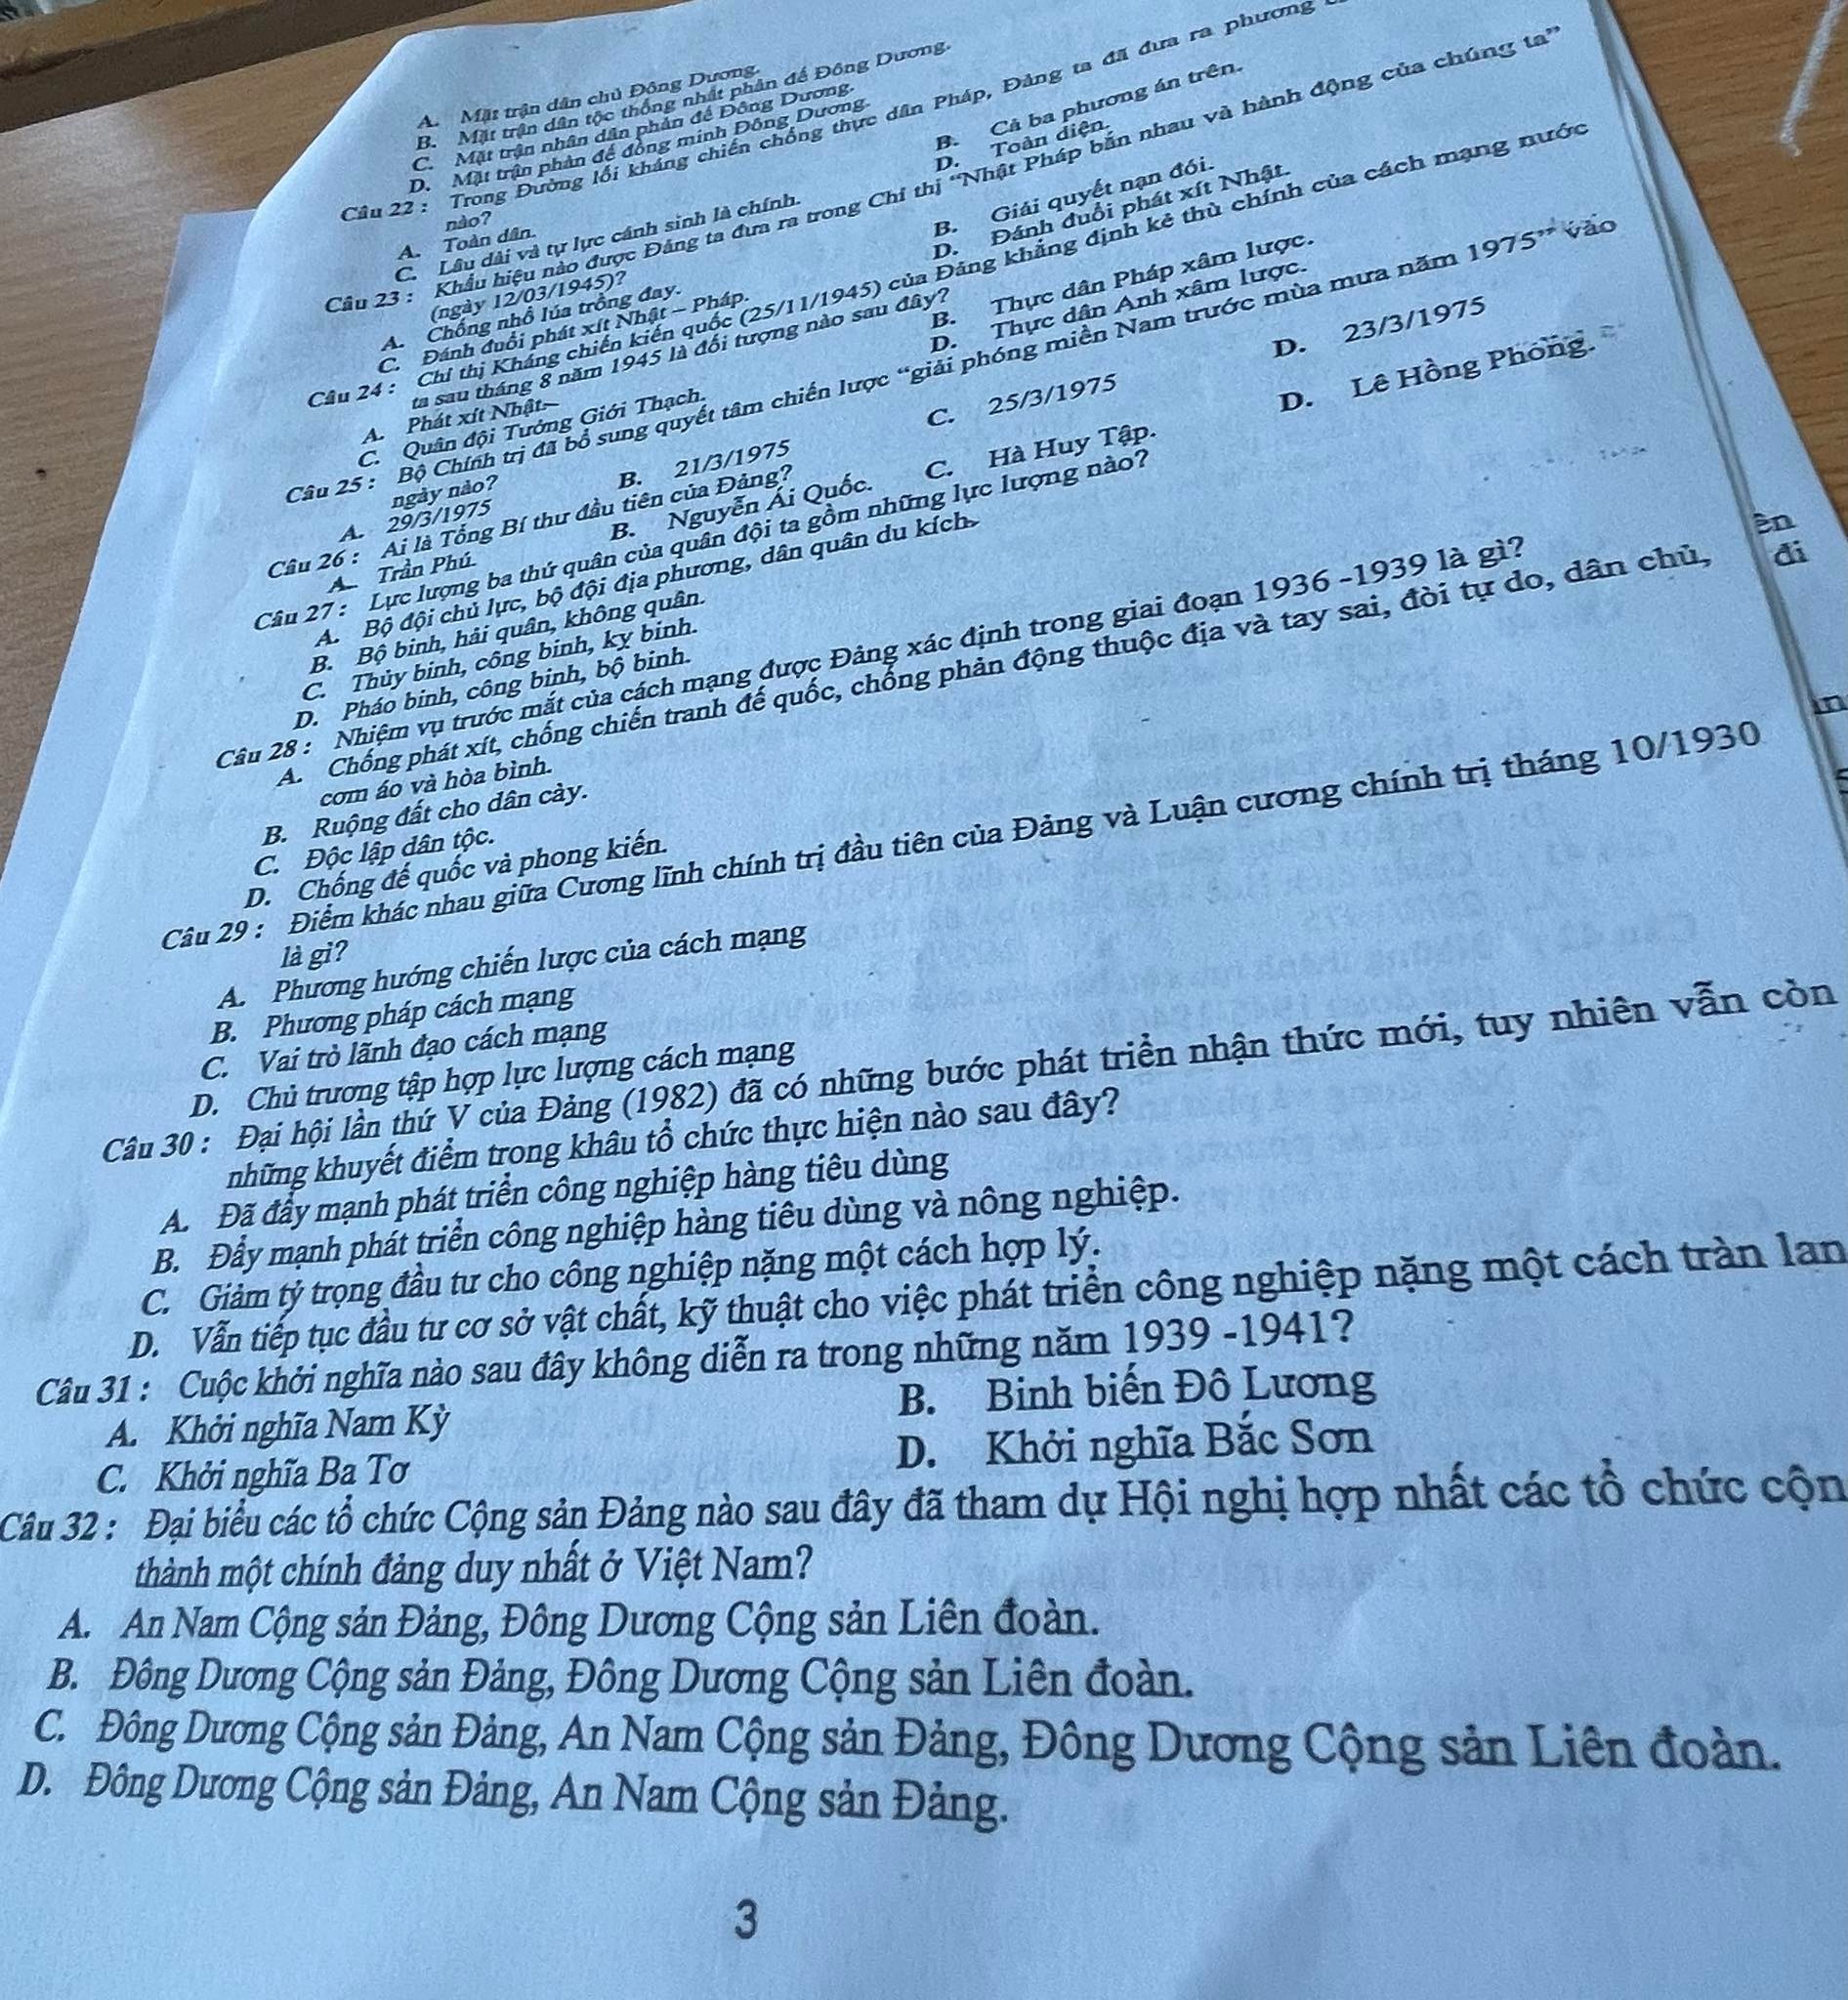 A. Mặt trận dân chủ Đông Dương.
B. Mặt trận dân tộc thống nhất phản đế Đông Dương.
C. Mặt trận nhân dân phản đế Đông Dương.
D. Mặt trận phản đế đồng minh Đông Dương.
Câu 22 : Trong Đường lối kháng chiến chống thực dân Pháp, Đảng ta đã đưa ra phương
nào?
A. Toàn dân.
B. Cả ba phương án trên.
C. Lâu dài và tự lực cánh sinh là chính.
D. Toàn diện.
Câu 23 : Khẩu hiệu nào được Đảng ta đưa ra trong Chỉ thị “Nhật Pháp bắn nhau và hành động của chúng ta”
(ngày 12/03/1945)?
A. Chống nhổ lúa trồng đay.
B. Giải quyết nạn đói.
C. Đánh đuổi phát xít Nhật – Pháp.
D. Đánh đuổi phát xít Nhật.
Câu 24 : Chỉ thị Kháng chiến kiến quốc (25/11/1945) của Đảng khẳng định kẻ thù chính của cách mạng nước
ta sau tháng 8 năm 1945 là đối tượng nào sau đây?
A. Phát xít Nhật.
B. Thực dân Pháp xâm lược.
C. Quân đội Tưởng Giới Thạch.
D. Thực dân Anh xâm lược.
Câu 25 : Bộ Chính trị đã bổ sung quyết tâm chiến lược “giải phóng miền Nam trước mùa mưa năm 1975” vào
ngày nào?
A. 29/3/1975 B. 21/3/1975 C. 25/3/1975 D. 23/3/1975
Câu 26 : Ai là Tổng Bí thư đầu tiên của Đảng?
A. Trần Phú. B. Nguyễn Ái Quốc. C. Hà Huy Tập. D. Lê Hồng Phong.
Câu 27 : Lực lượng ba thứ quân của quân đội ta gồm những lực lượng nào?
A. Bộ đội chủ lực, bộ đội địa phương, dân quân du kích.
B. Bộ binh, hải quân, không quân.
C. Thủy binh, công binh, kỵ binh.
D. Pháo binh, công binh, bộ binh.
Câu 28 : Nhiệm vụ trước mắt của cách mạng được Đảng xác định trong giai đoạn 1936 -1939 là gì?
A. Chống phát xít, chống chiến tranh đế quốc, chống phản động thuộc địa và tay sai, đòi tự do, dân chủ,
cơm áo và hòa bình.
B. Ruộng đất cho dân cày.
C. Độc lập dân tộc.
D. Chống đế quốc và phong kiến.
Câu 29 : Điểm khác nhau giữa Cương lĩnh chính trị đầu tiên của Đảng và Luận cương chính trị tháng 10/1930
là gì?
A. Phương hướng chiến lược của cách mạng
B. Phương pháp cách mạng
C. Vai trò lãnh đạo cách mạng
D. Chủ trương tập hợp lực lượng cách mạng
Câu 30 : Đại hội lần thứ V của Đảng (1982) đã có những bước phát triển nhận thức mới, tuy nhiên vẫn còn
những khuyết điểm trong khâu tổ chức thực hiện nào sau đây?
A. Đã đẩy mạnh phát triển công nghiệp hàng tiêu dùng
B. Đẩy mạnh phát triển công nghiệp hàng tiêu dùng và nông nghiệp.
C. Giảm tỷ trọng đầu tư cho công nghiệp nặng một cách hợp lý.
D. Vẫn tiếp tục đầu tư cơ sở vật chất, kỹ thuật cho việc phát triển công nghiệp nặng một cách tràn lan
Câu 31 : Cuộc khởi nghĩa nào sau đây không diễn ra trong những năm 1939 -1941?
A. Khởi nghĩa Nam Kỳ B. Binh biến Đô Lương
C. Khởi nghĩa Ba Tơ D. Khởi nghĩa Bắc Sơn
Câu 32 : Đại biểu các tổ chức Cộng sản Đảng nào sau đây đã tham dự Hội nghị hợp nhất các tổ chức cộn
thành một chính đảng duy nhất ở Việt Nam?
A. An Nam Cộng sản Đảng, Đông Dương Cộng sản Liên đoàn.
B. Đông Dương Cộng sản Đảng, Đông Dương Cộng sản Liên đoàn.
C. Đông Dương Cộng sản Đảng, An Nam Cộng sản Đảng, Đông Dương Cộng sản Liên đoàn.
D. Đông Dương Cộng sản Đảng, An Nam Cộng sản Đảng.
3
ên
đi